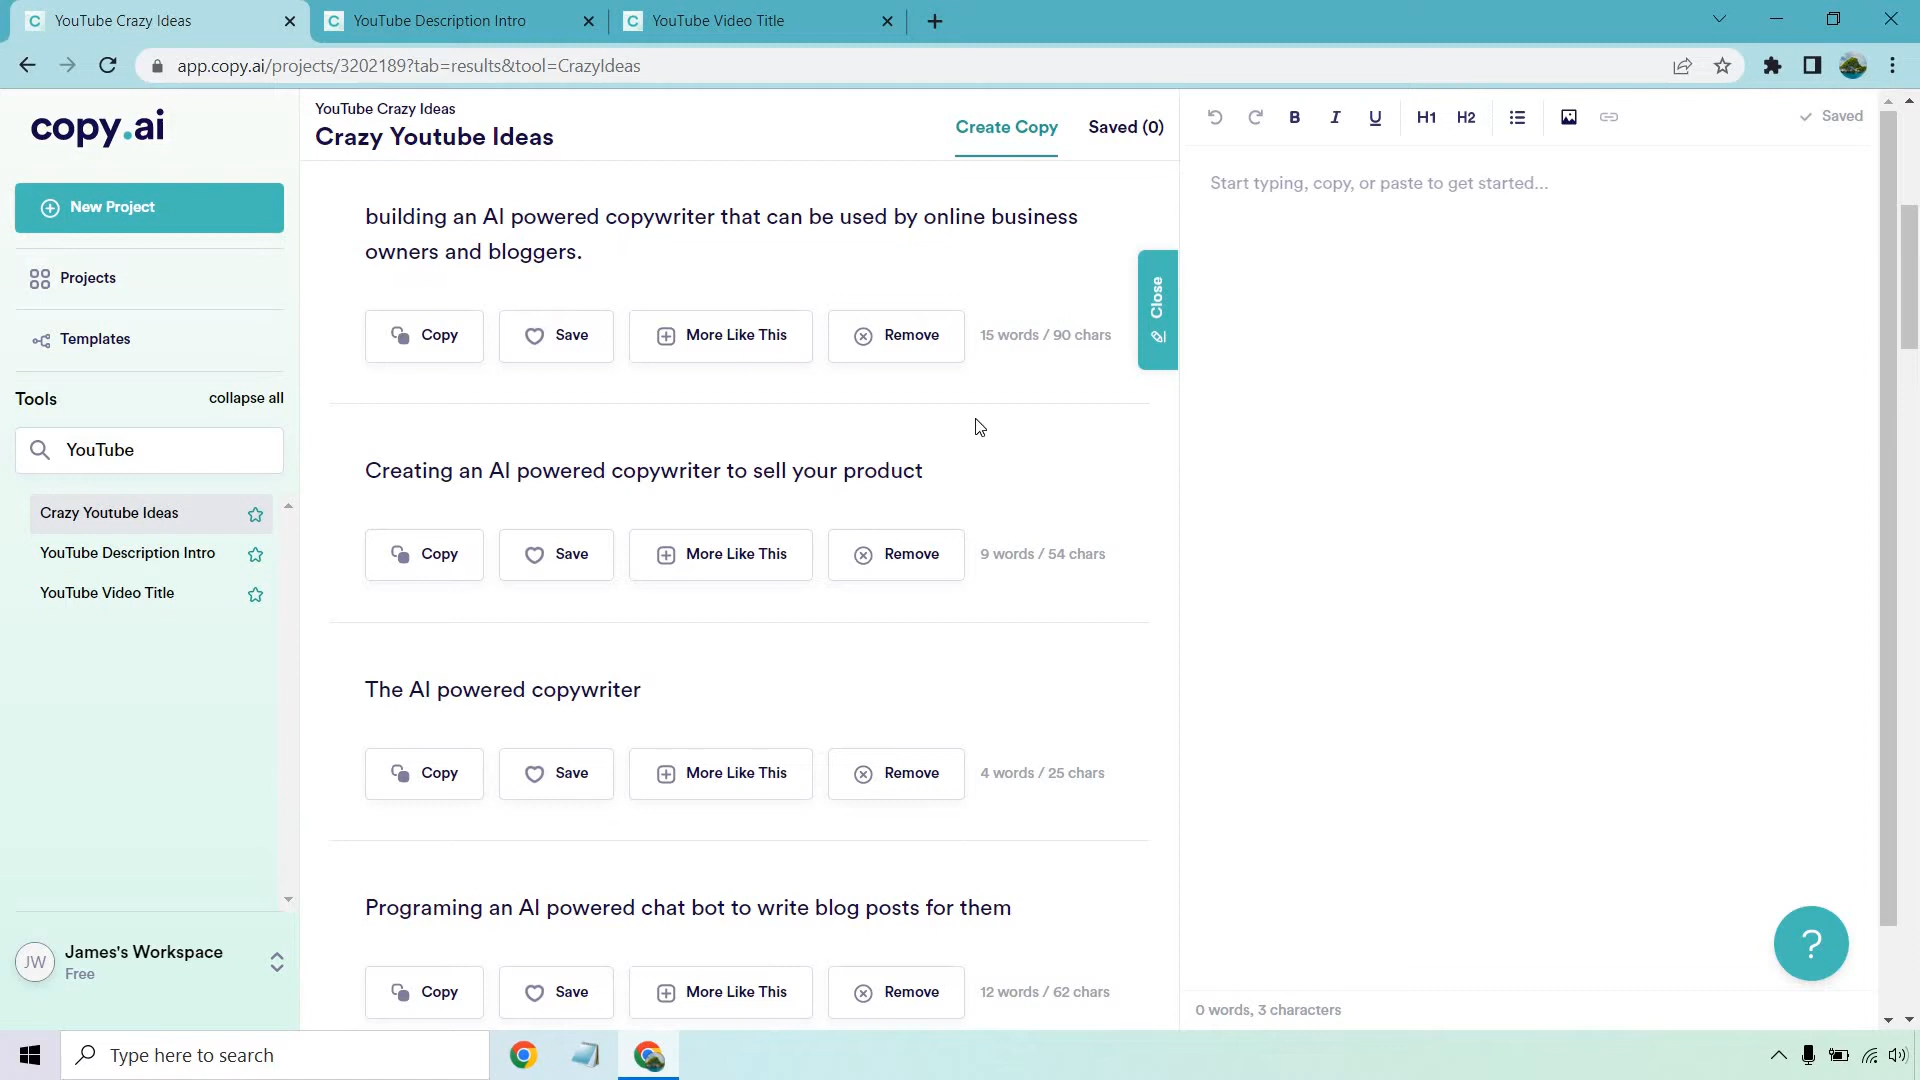 YouTube Crazy Ideas
YouTube Description Intro
YouTube Video Title
app.copy.ai/projects/3202189?tab=results&tool=CrazyIdeas
copy.ai
New Project
Projects
Templates
Tools
collapse all
YouTube
Crazy Youtube Ideas
YouTube Description Intro
YouTube Video Title
JW
James's Workspace
Free
YouTube Crazy Ideas
Crazy Youtube Ideas
Create Copy
Saved (0)
building an AI powered copywriter that can be used by online business
owners and bloggers.
Copy
Save
More Like This
Remove
15 words / 90 chars
Creating an AI powered copywriter to sell your product
Copy
Save
More Like This
Remove
9 words / 54 chars
The AI powered copywriter
Copy
Save
More Like This
Remove
4 words / 25 chars
Programing an AI powered chat bot to write blog posts for them
Copy
Save
More Like This
Remove
12 words / 62 chars
Close
B
I
U
H1
H2
Saved
Start typing, copy, or paste to get started...
?
0 words, 3 characters
Type here to search